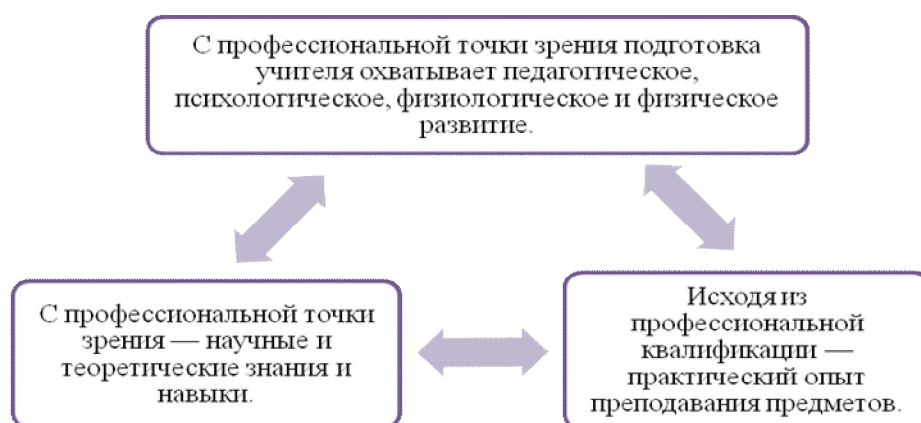 С профессиональной точки зрения подготовка
учителя охватывает педагогическое,
психологическое, физиологическое и физическое
развитие.
С профессиональной точки
зрения — научные и
теоретические знания и
навыки.
Исходя из
профессиональной
квалификации —
практический опыт
преподавания предметов.